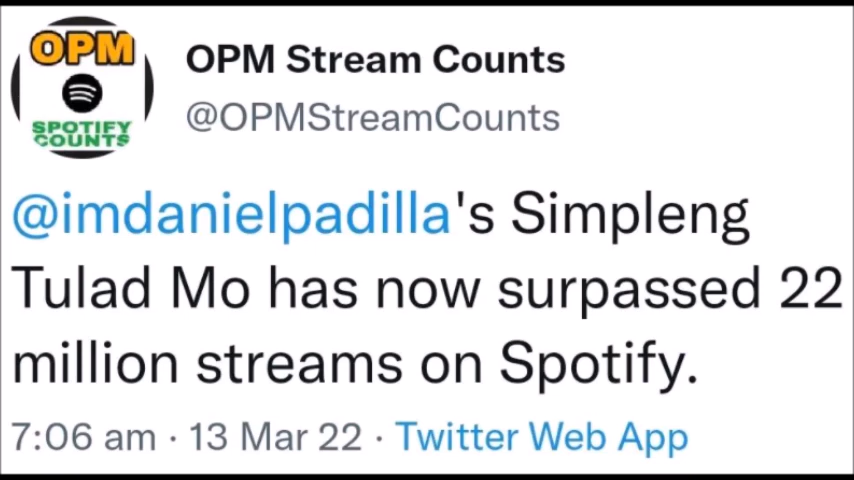 OPM
SPOTIFY
COUNTS
OPM Stream Counts
@OPMStreamCounts
@imdanielpadilla's Simpleng
Tulad Mo has now surpassed 22
million streams on Spotify.
7:06 am · 13 Mar 22 · Twitter Web App